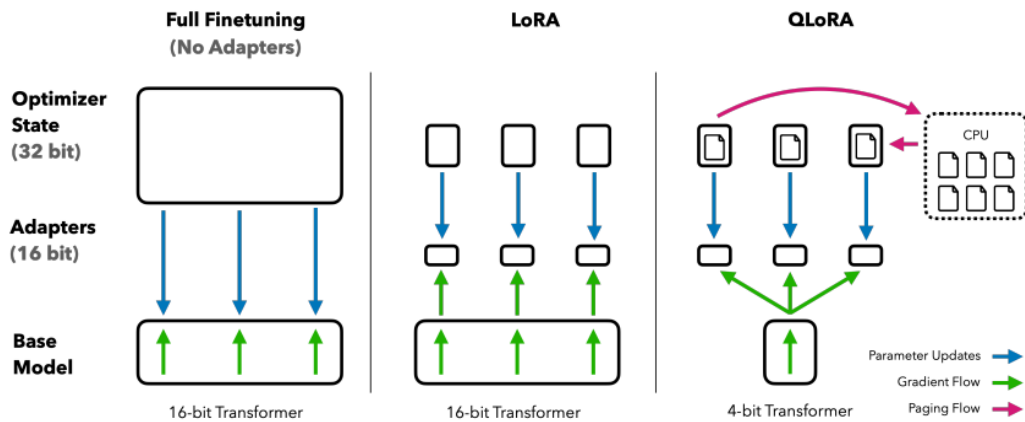 Full Finetuning
(No Adapters)
LoRA
QLoRA
Optimizer
State
(32 bit)
CPU
Adapters
(16 bit)
Base
Model
Parameter Updates
Gradient Flow
Paging Flow
16-bit Transformer
16-bit Transformer
4-bit Transformer